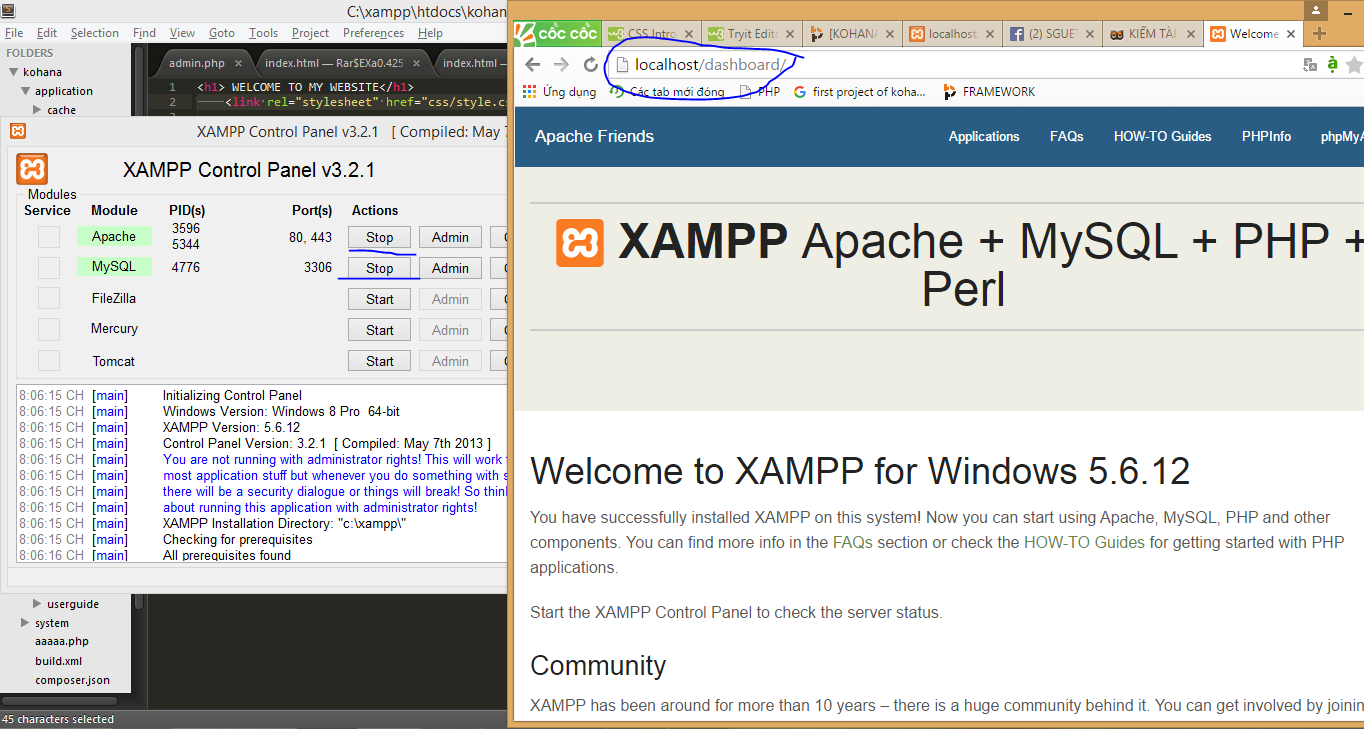 C:\xampp\htdocs\kohan
File Edit Selection Find View Goto Tools Project Preferences Help
FOLDERS
kohana
application
cache
admin.php ×
index.html — Rar$EXa0.425 ×
index.html —
1 <h1> WELCOME TO MY WEBSITE</h1>
2 <link rel="stylesheet" href="css/style.cs
XAMPP Control Panel v3.2.1 [ Compiled: May 7
XAMPP Control Panel v3.2.1
Modules
Service Module PID(s) Port(s) Actions
Apache 3596 5344 80, 443 Stop Admin
MySQL 4776 3306 Stop Admin
FileZilla Start Admin
Mercury Start Admin
Tomcat Start Admin
8:06:15 CH [main] Initializing Control Panel
8:06:15 CH [main] Windows Version: Windows 8 Pro 64-bit
8:06:15 CH [main] XAMPP Version: 5.6.12
8:06:15 CH [main] Control Panel Version: 3.2.1 [ Compiled: May 7th 2013 ]
8:06:15 CH [main] You are not running with administrator rights! This will work
8:06:15 CH [main] most application stuff but whenever you do something with s
8:06:15 CH [main] there will be a security dialogue or things will break! So thin
8:06:15 CH [main] about running this application with administrator rights!
8:06:15 CH [main] XAMPP Installation Directory: "c:\xampp\"
8:06:15 CH [main] Checking for prerequisites
8:06:16 CH [main] All prerequisites found
userguide
system
aaaaa.php
build.xml
composer.json
45 characters selected
CỐC CỐC
CSS Intro ×
Tryit Edito ×
[KOHANA ×
localhost ×
(2) SGUET ×
KIẾM TÀI ×
Welcome ×
localhost/dashboard/
Ứng dụng Các tab mới đóng PHP first project of koha... FRAMEWORK
Apache Friends Applications FAQs HOW-TO Guides PHPInfo phpMyA
XAMPP Apache + MySQL + PHP +
Perl
Welcome to XAMPP for Windows 5.6.12
You have successfully installed XAMPP on this system! Now you can start using Apache, MySQL, PHP and other
components. You can find more info in the FAQs section or check the HOW-TO Guides for getting started with PHP
applications.
Start the XAMPP Control Panel to check the server status.
Community
XAMPP has been around for more than 10 years – there is a huge community behind it. You can get involved by joinin